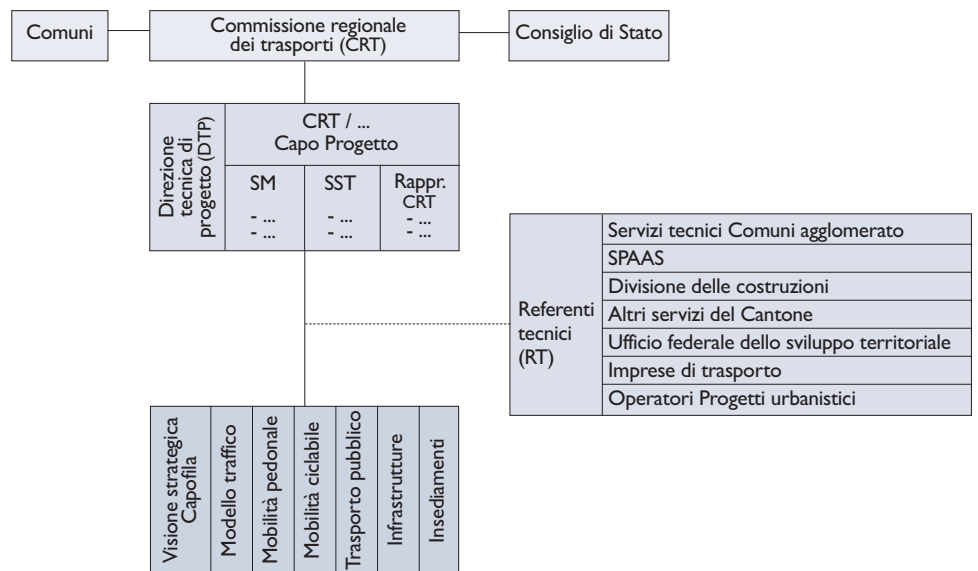 Comuni
Commissione regionale
dei trasporti (CRT)
Consiglio di Stato
Direzione
tecnica di
progetto (DTP)
CRT / ...
Capo Progetto
SM
- ...
- ...
SST
- ...
- ...
Rappr.
CRT
- ...
- ...
Referenti
tecnici
(RT)
Servizi tecnici Comuni agglomerato
SPAAS
Divisione delle costruzioni
Altri servizi del Cantone
Ufficio federale dello sviluppo territoriale
Imprese di trasporto
Operatori Progetti urbanistici
Visione strategica
Capofila
Modello traffico
Mobilità pedonale
Mobilità ciclabile
Trasporto pubblico
Infrastrutture
Insediamenti